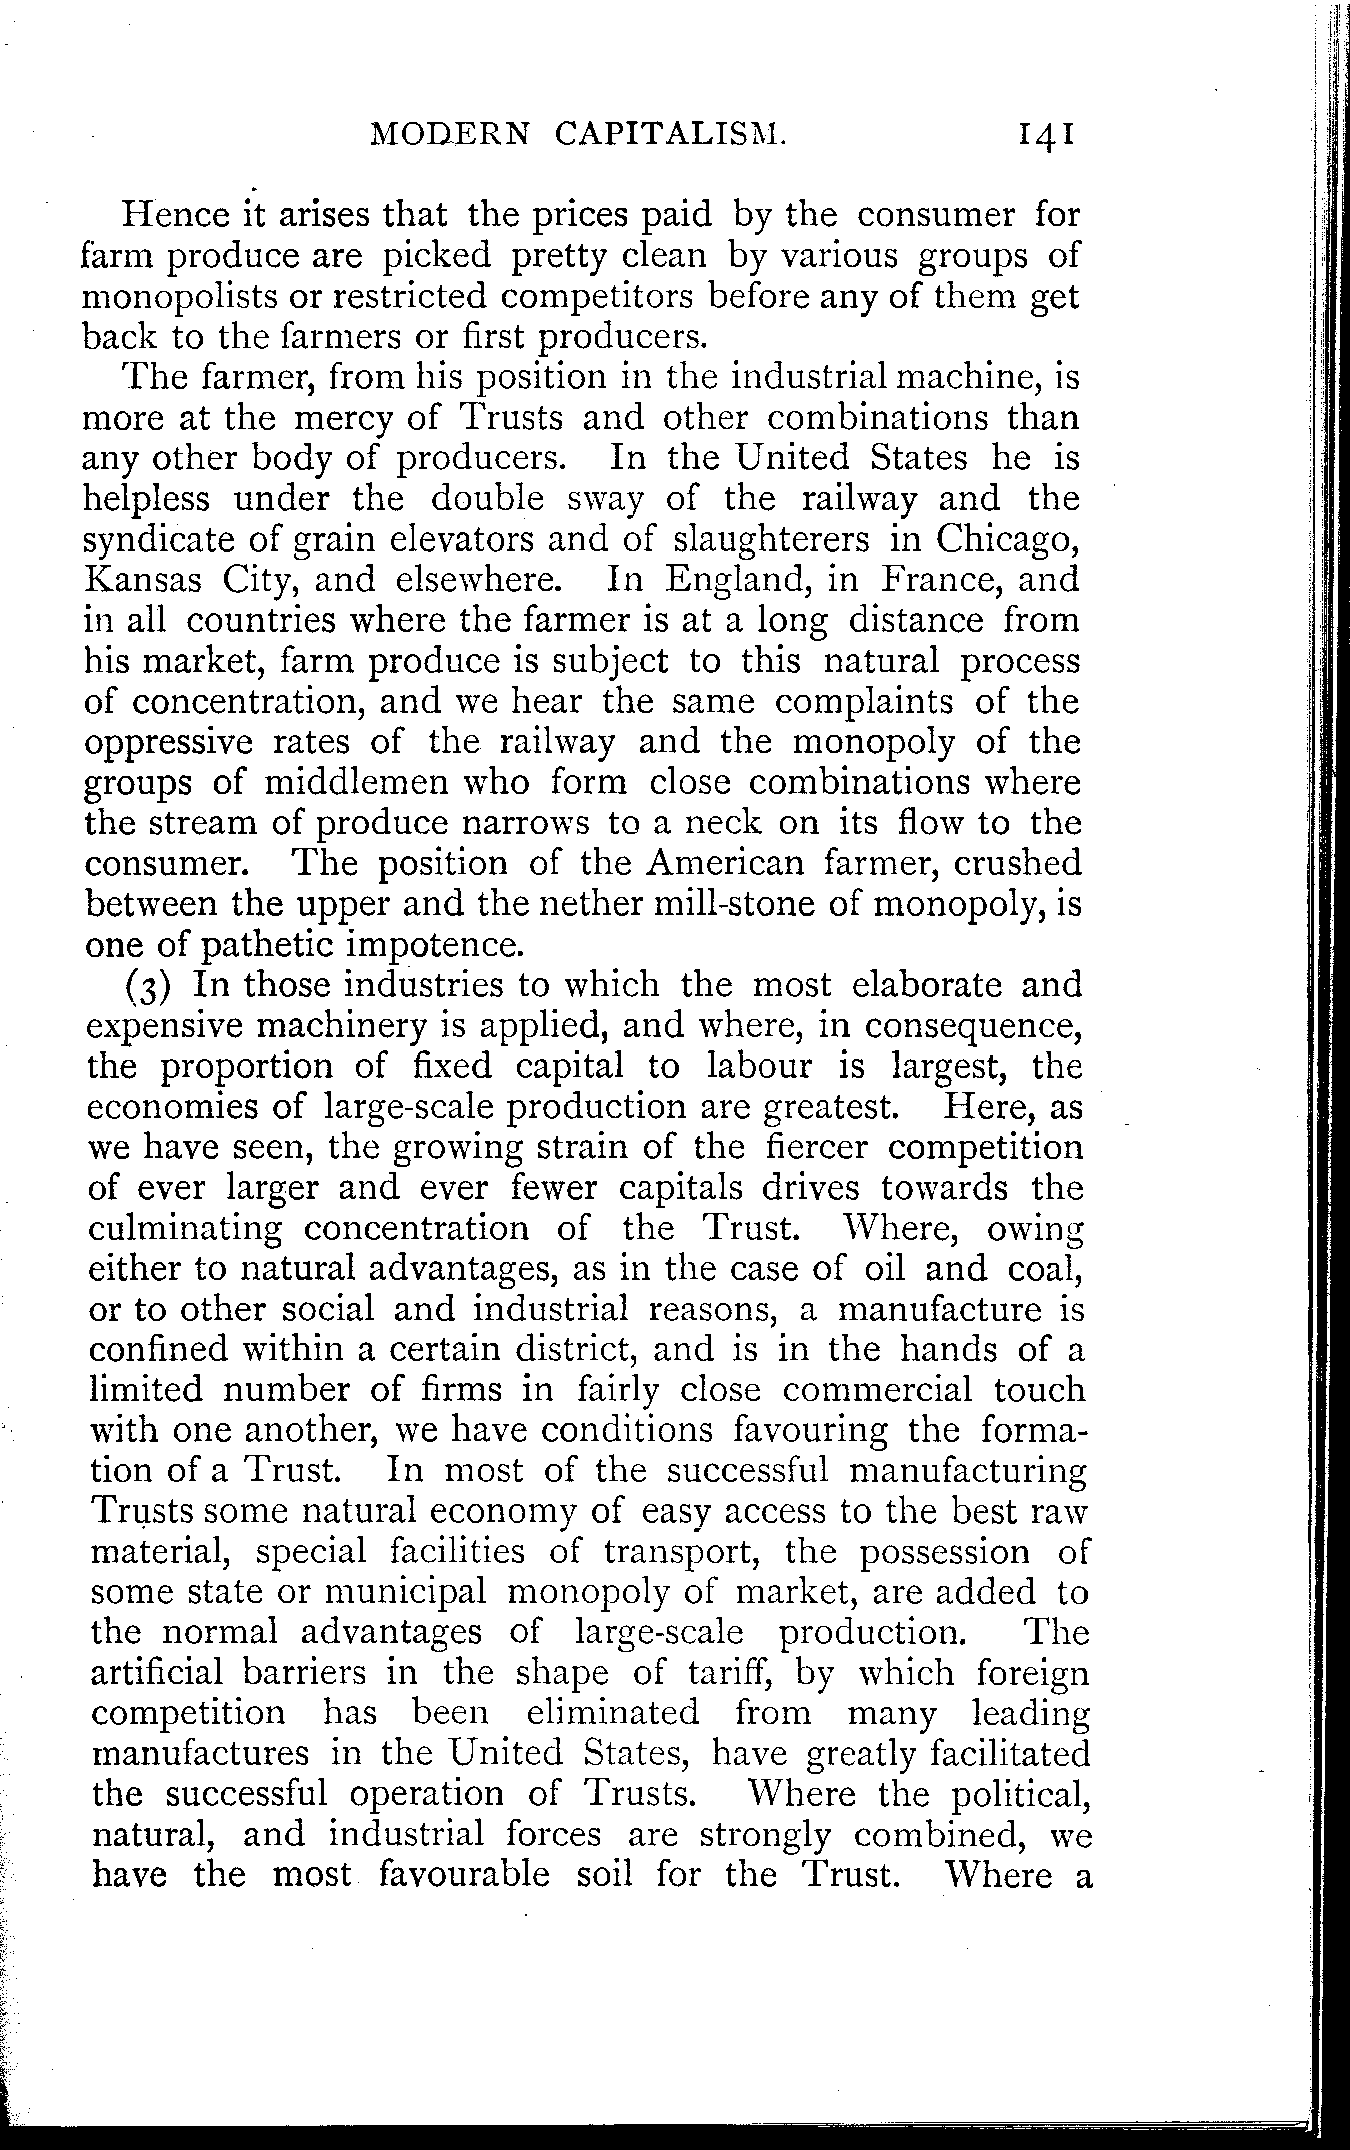 MODERN CAPITALISM. 141
Hence it arises that the prices paid by the consumer for
farm produce are picked pretty clean by various groups of
monopolists or restricted competitors before any of them get
back to the farmers or first producers.
The farmer, from his position in the industrial machine, is
more at the mercy of Trusts and other combinations than
any other body of producers. In the United States he is
helpless under the double sway of the railway and the
syndicate of grain elevators and of slaughterers in Chicago,
Kansas City, and elsewhere. In England, in France, and
in all countries where the farmer is at a long distance from
his market, farm produce is subject to this natural process
of concentration, and we hear the same complaints of the
oppressive rates of the railway and the monopoly of the
groups of middlemen who form close combinations where
the stream of produce narrows to a neck on its flow to the
consumer. The position of the American farmer, crushed
between the upper and the nether mill-stone of monopoly, is
one of pathetic impotence.
(3) In those industries to which the most elaborate and
expensive machinery is applied, and where, in consequence,
the proportion of fixed capital to labour is largest, the
economies of large-scale production are greatest. Here, as
we have seen, the growing strain of the fiercer competition
of ever larger and ever fewer capitals drives towards the
culminating concentration of the Trust. Where, owing
either to natural advantages, as in the case of oil and coal,
or to other social and industrial reasons, a manufacture is
confined within a certain district, and is in the hands of a
limited number of firms in fairly close commercial touch
with one another, we have conditions favouring the forma-
tion of a Trust. In most of the successful manufacturing
Trusts some natural economy of easy access to the best raw
material, special facilities of transport, the possession of
some state or municipal monopoly of market, are added to
the normal advantages of large-scale production. The
artificial barriers in the shape of tariff, by which foreign
competition has been eliminated from many leading
manufactures in the United States, have greatly facilitated
the successful operation of Trusts. Where the political,
natural, and industrial forces are strongly combined, we
have the most favourable soil for the Trust. Where a